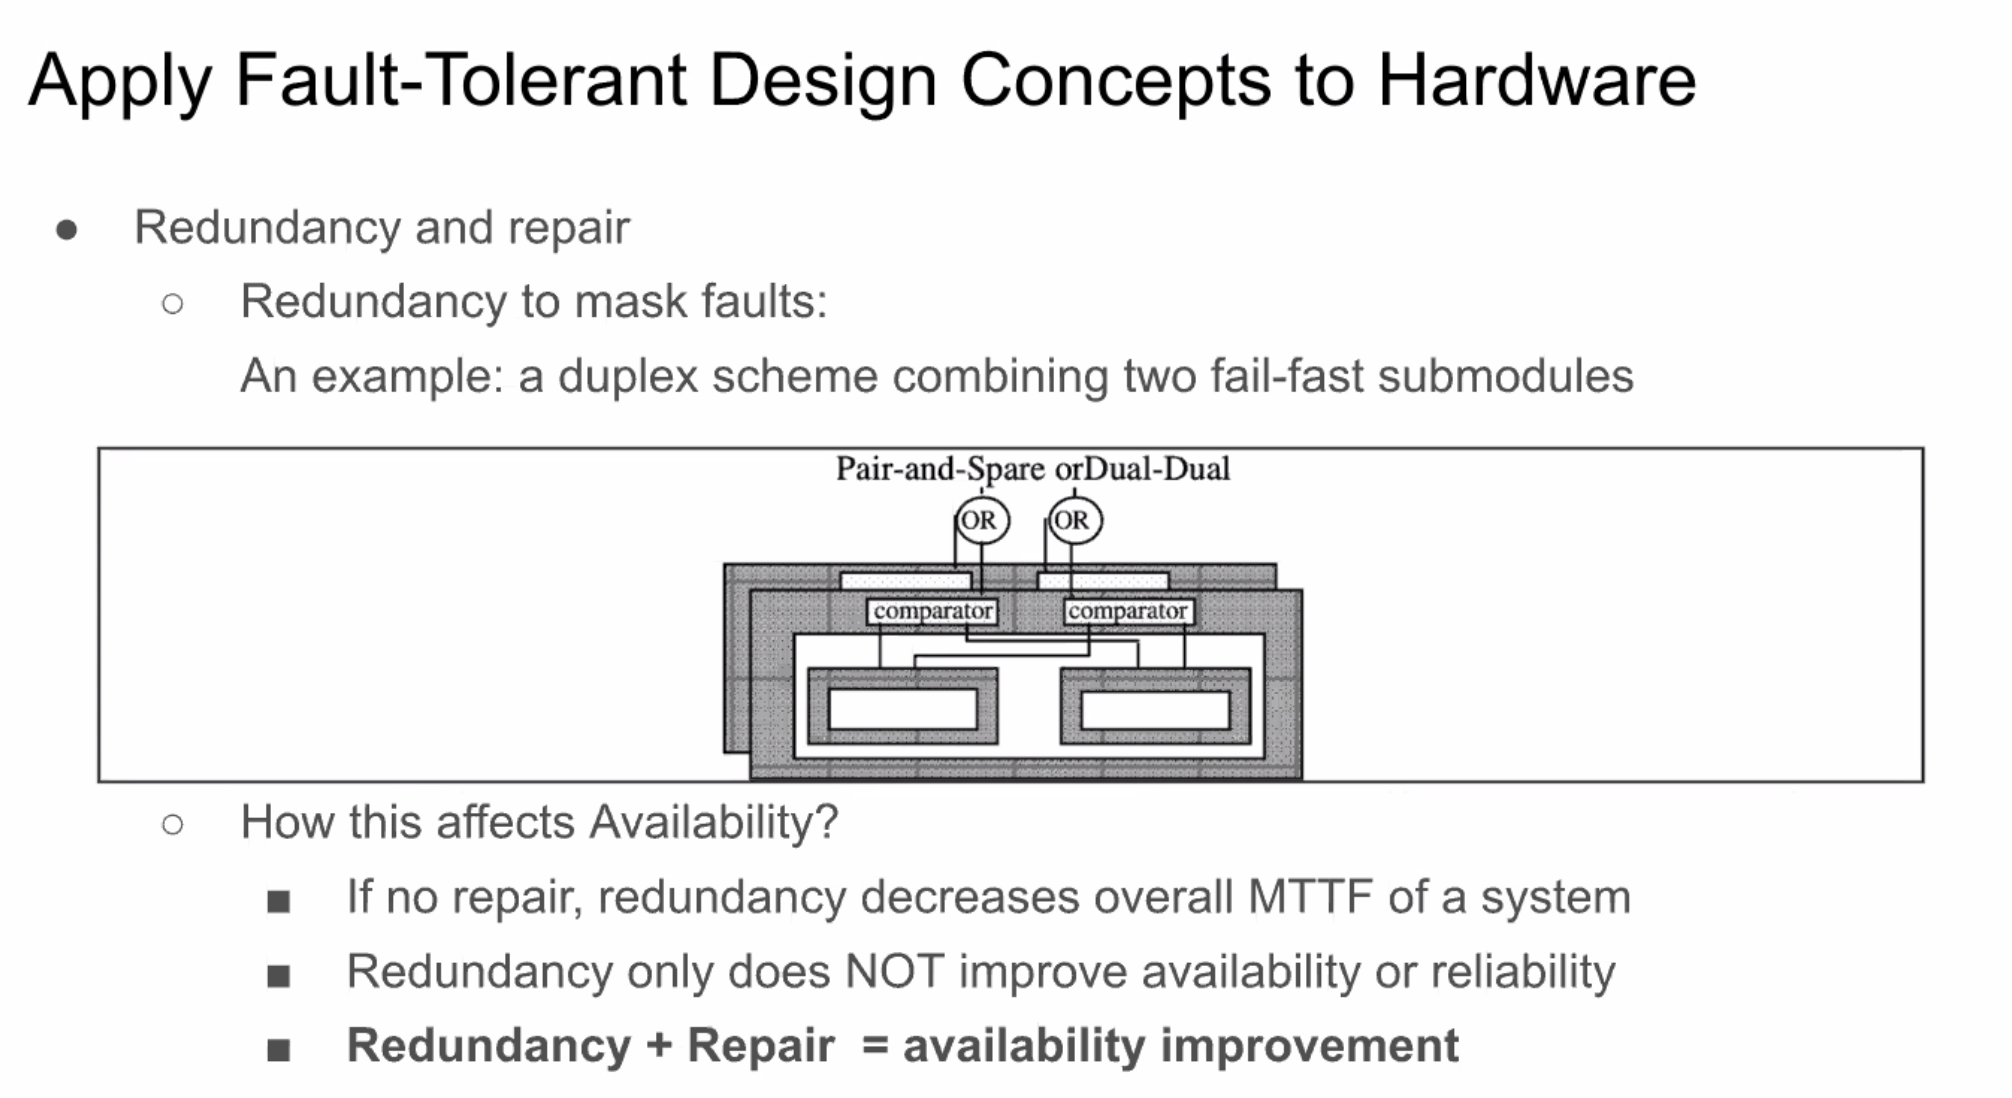 Apply Fault-Tolerant Design Concepts to Hardware
● Redundancy and repair
○ Redundancy to mask faults:
An example: a duplex scheme combining two fail-fast submodules
Pair-and-Spare orDual-Dual
OR OR
comparator comparator
○ How this affects Availability?
■ If no repair, redundancy decreases overall MTTF of a system
■ Redundancy only does NOT improve availability or reliability
■ Redundancy + Repair = availability improvement